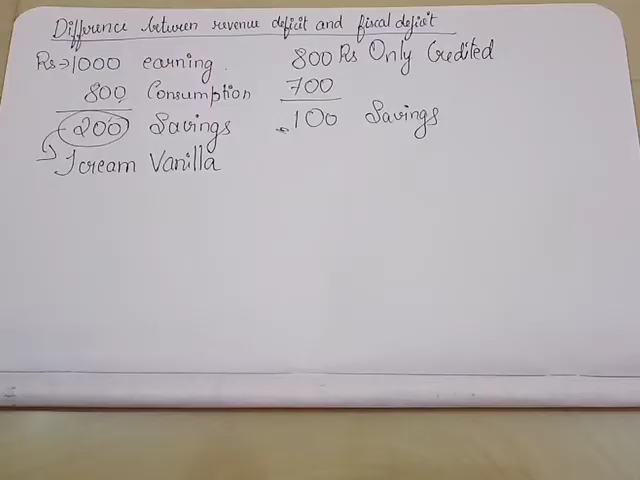 Difference between revenue deficit and fiscal deficit
Rs→1000 earning.
800 Consumption
200 Savings
Icream Vanilla
800 Rs Only Credited
700
100 Savings